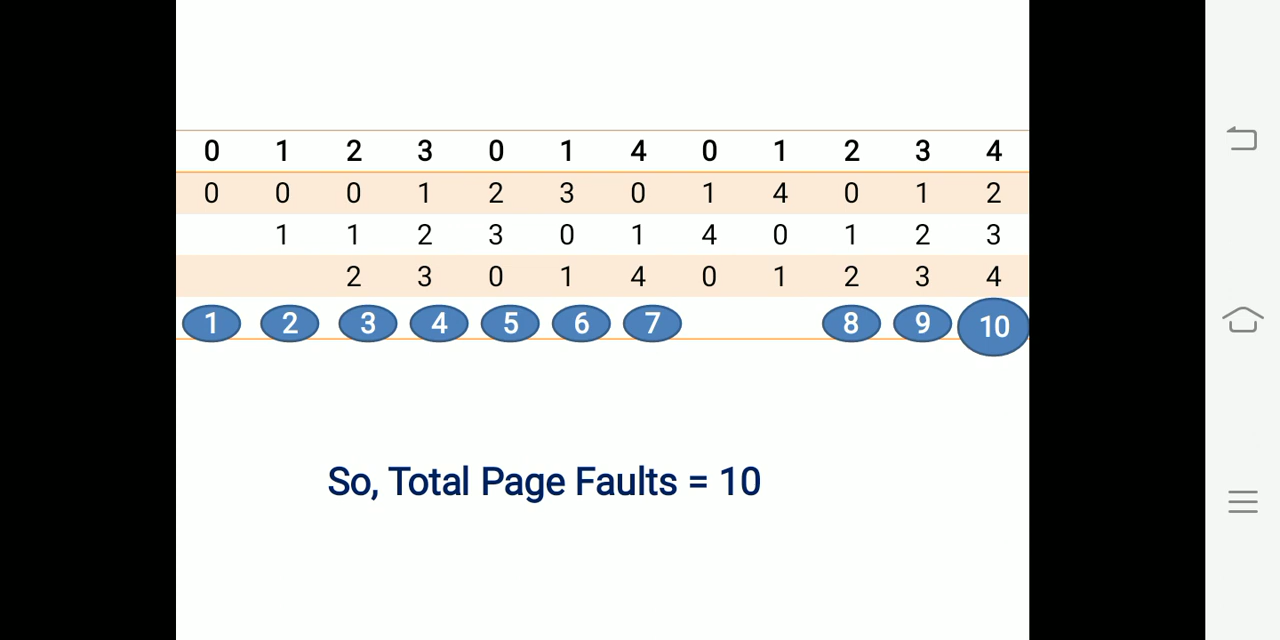 0 1 2 3 0 1 4 0 1 2 3 4
0 0 0 1 2 3 0 1 4 0 1 2
1 1 2 3 0 1 4 0 1 2 3
2 3 0 1 4 0 1 2 3 4
1 2 3 4 5 6 7 8 9 10
So, Total Page Faults = 10